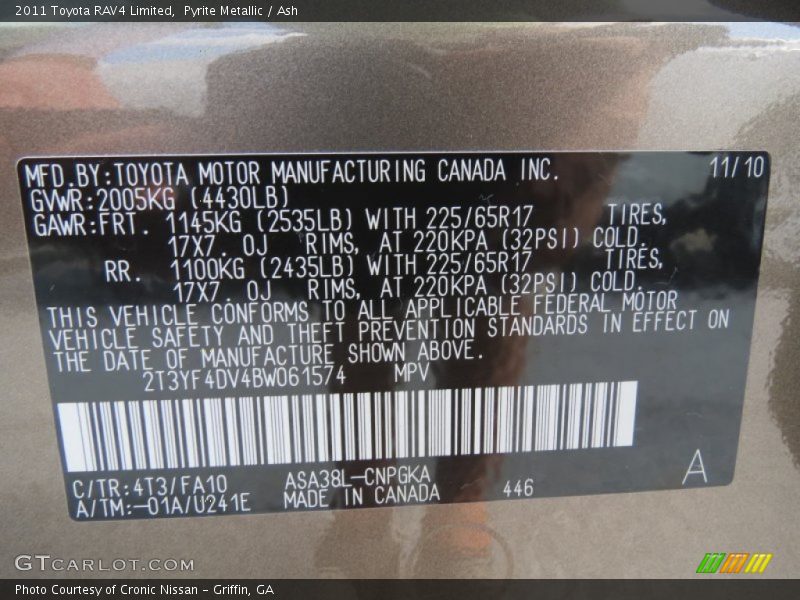 2011 Toyota RAV4 Limited, Pyrite Metallic / Ash
MFD.BY:TOYOTA MOTOR MANUFACTURING CANADA INC. 11/10
GVWR:2005KG (4430LB)
GAWR:FRT. 1145KG (2535LB) WITH 225/65R17 TIRES,
17X7.0J RIMS, AT 220KPA (32PSI) COLD.
RR. 1100KG (2435LB) WITH 225/65R17 TIRES,
17X7.0J RIMS, AT 220KPA (32PSI) COLD.
THIS VEHICLE CONFORMS TO ALL APPLICABLE FEDERAL MOTOR
VEHICLE SAFETY AND THEFT PREVENTION STANDARDS IN EFFECT ON
THE DATE OF MANUFACTURE SHOWN ABOVE.
2T3YF4DV4BW061574 MPV
C/TR:4T3/FA10 ASA38L-CNPGKA
A/TM:-01A/U241E MADE IN CANADA 446 A
GTCARLOT.COM
Photo Courtesy of Cronic Nissan - Griffin, GA